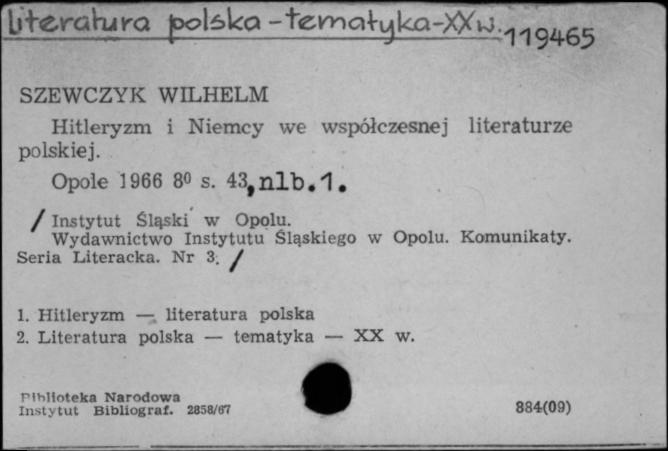 Literatura polska-tematyka-XXw.
119465
SZEWCZYK WILHELM
Hitleryzm i Niemcy we współczesnej literaturze
polskiej.
Opole 1966 8⁰ s. 43, nlb. 1.
/ Instytut Śląski w Opolu.
Wydawnictwo Instytutu Śląskiego w Opolu. Komunikaty.
Seria Literacka. Nr 3. /
1. Hitleryzm — literatura polska
2. Literatura polska — tematyka — XX w.
Biblioteka Narodowa
Instytut Bibliograf. 2858/67
884(09)